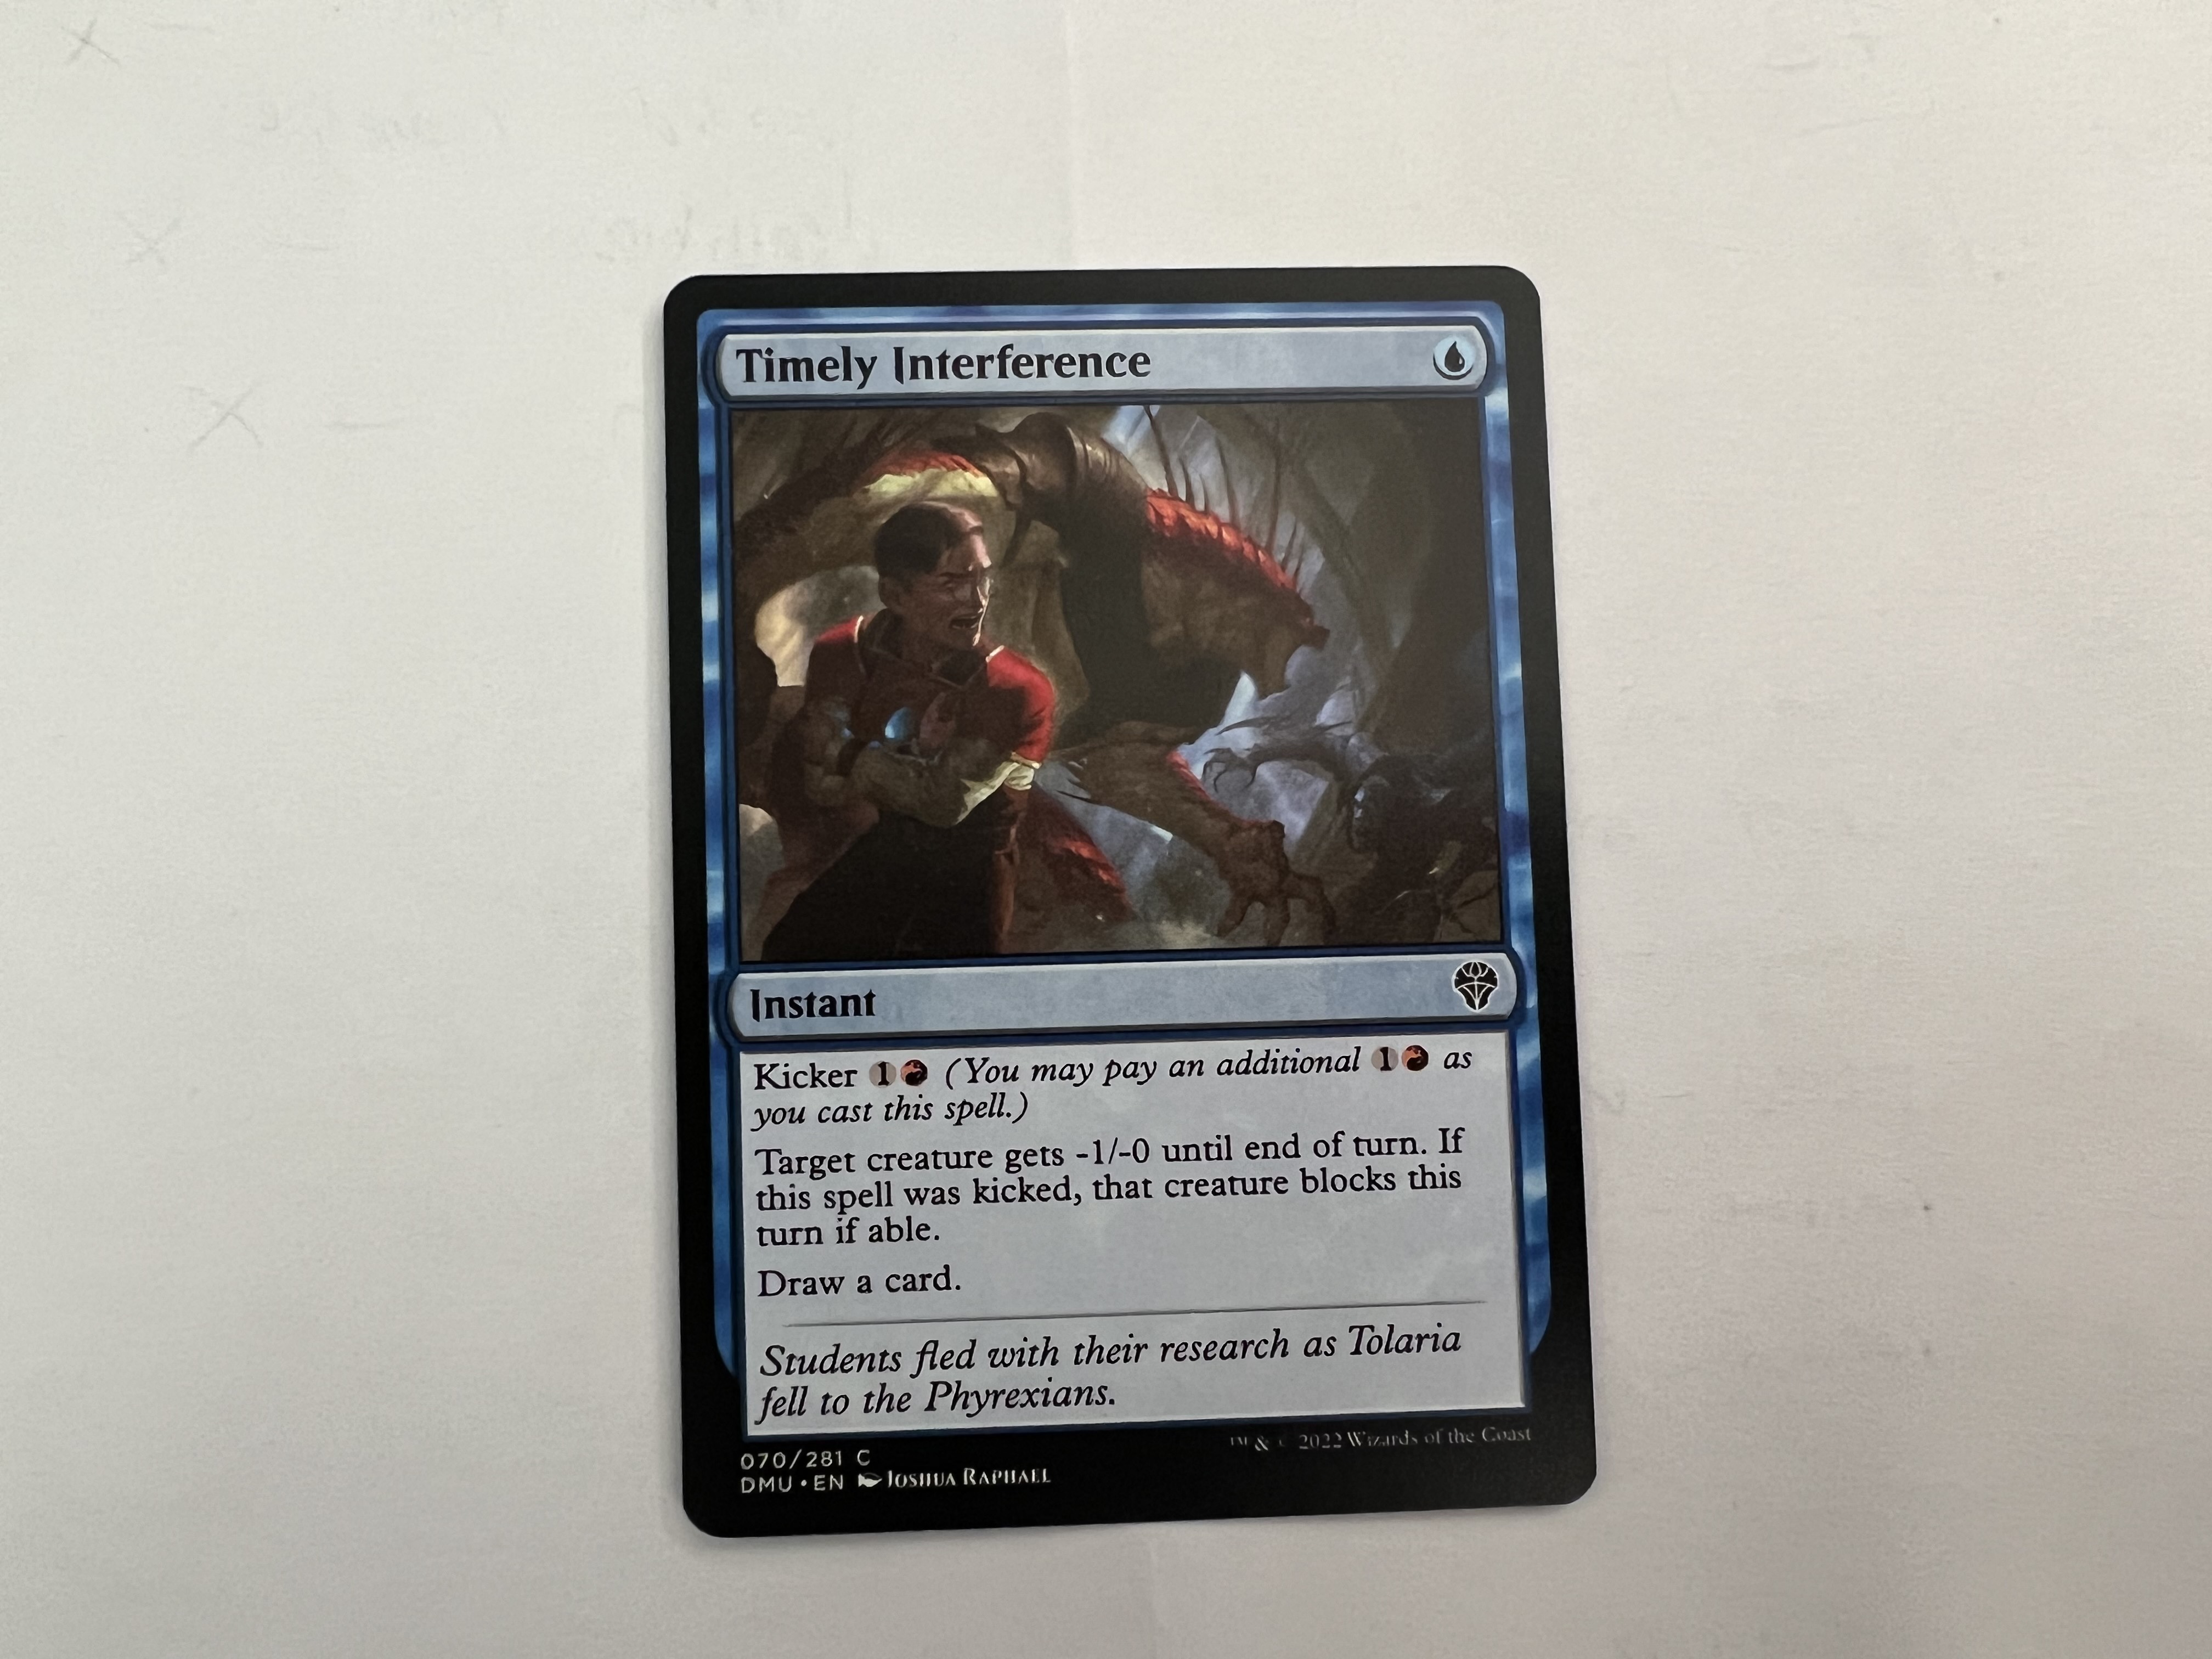 Timely Interference
Instant
Kicker 1 (You may pay an additional 1 as
you cast this spell.)
Target creature gets -1/-0 until end of turn. If
this spell was kicked, that creature blocks this
turn if able.
Draw a card.
Students fled with their research as Tolaria
fell to the Phyrexians.
070/281 C
DMU • EN Joshua Raphael
™ & © 2022 Wizards of the Coast